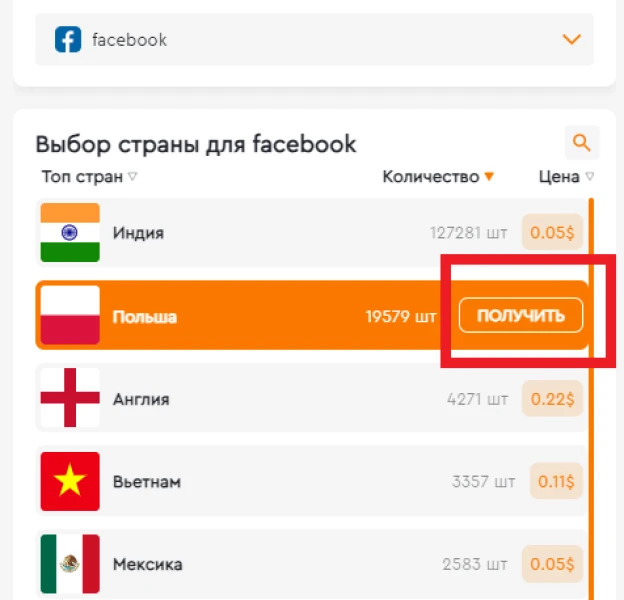 facebook
Выбор страны для facebook
Топ стран Количество Цена
Индия 127281 шт 0.05$
Польша 19579 шт ПОЛУЧИТЬ
Англия 4271 шт 0.22$
Вьетнам 3357 шт 0.11$
Мексика 2583 шт 0.05$